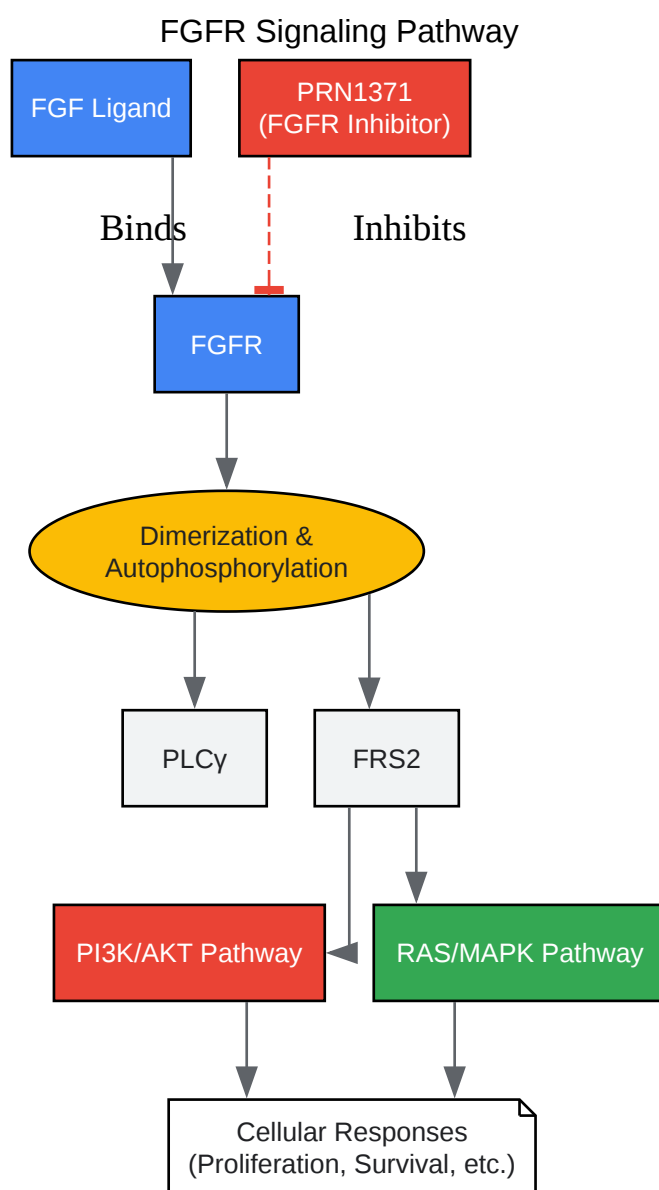 FGFR Signaling Pathway
FGF Ligand
PRN1371
(FGFR Inhibitor)
Binds
Inhibits
FGFR
Dimerization &
Autophosphorylation
PLCγ
FRS2
PI3K/AKT Pathway
RAS/MAPK Pathway
Cellular Responses
(Proliferation, Survival, etc.)